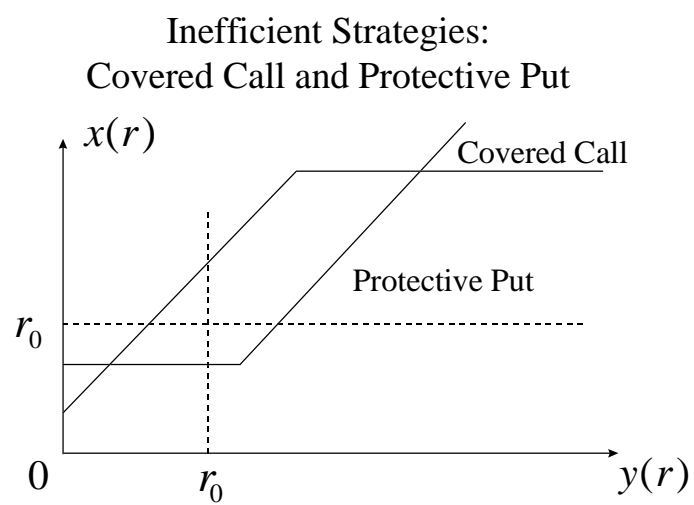 Inefficient Strategies:
Covered Call and Protective Put
x(r)
Covered Call
Protective Put
r₀
0
r₀
y(r)